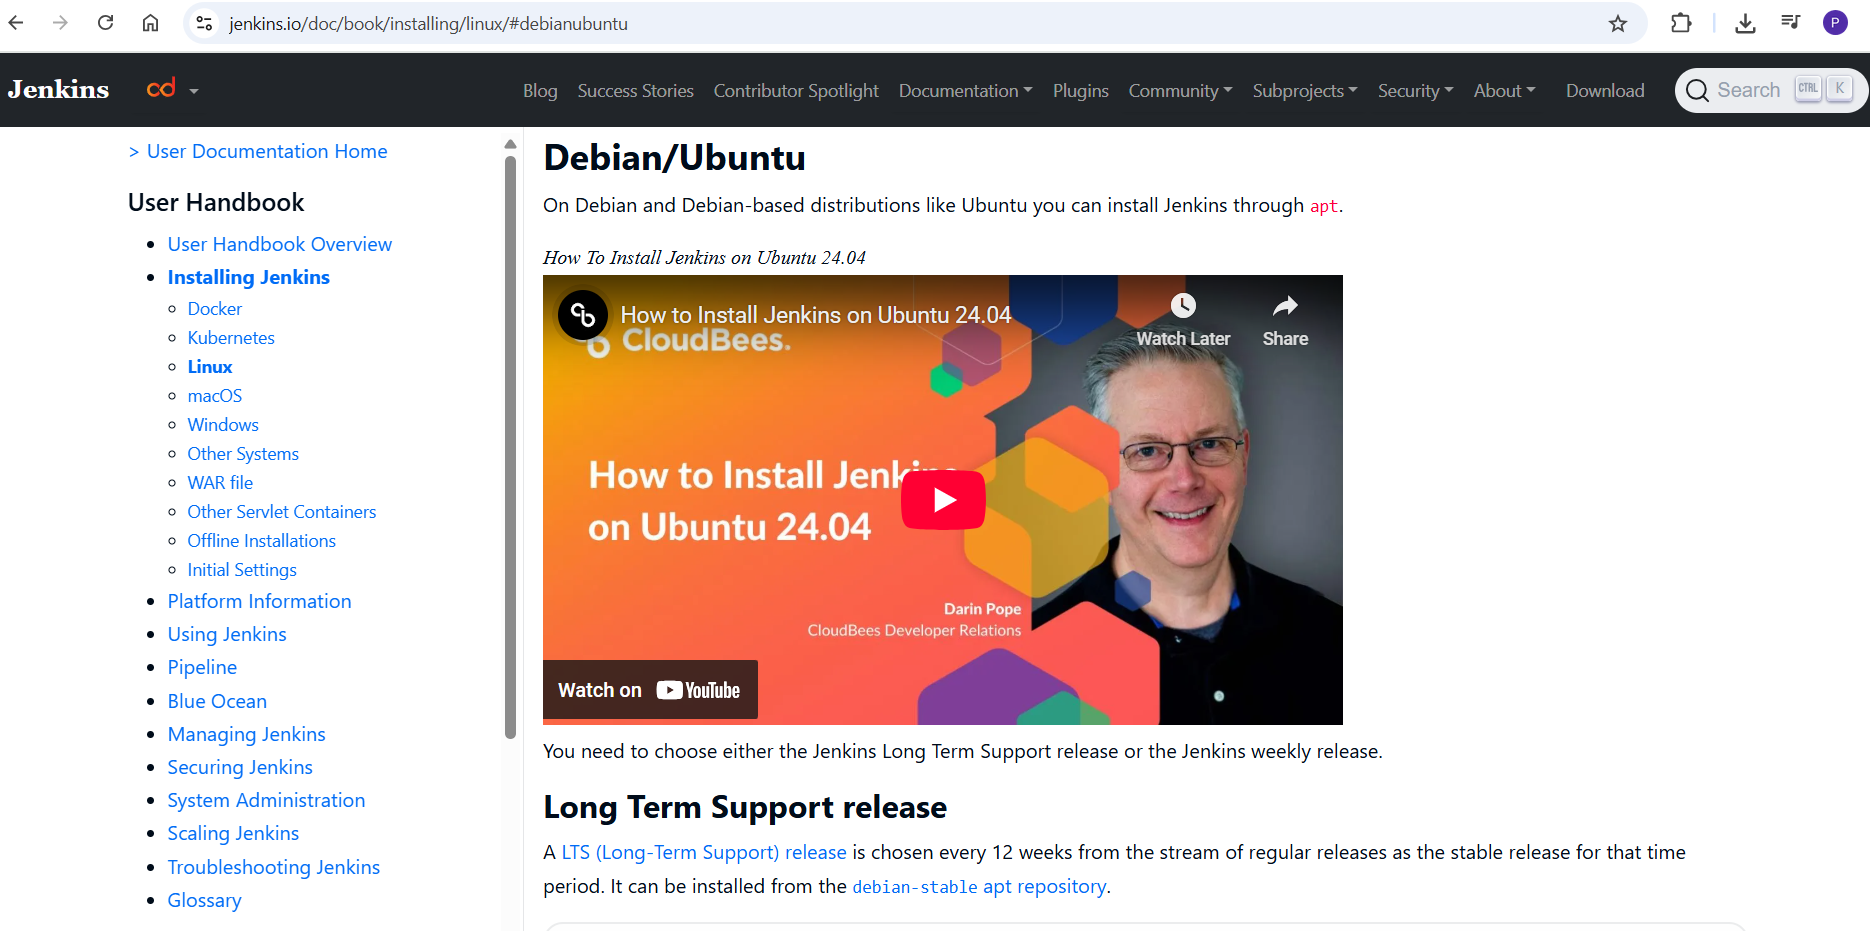 jenkins.io/doc/book/installing/linux/#debianubuntu
P
Jenkins
cd
Blog
Success Stories
Contributor Spotlight
Documentation
Plugins
Community
Subprojects
Security
About
Download
Search
CTRL
K
> User Documentation Home
User Handbook
User Handbook Overview
Installing Jenkins
Docker
Kubernetes
Linux
macOS
Windows
Other Systems
WAR file
Other Servlet Containers
Offline Installations
Initial Settings
Platform Information
Using Jenkins
Pipeline
Blue Ocean
Managing Jenkins
Securing Jenkins
System Administration
Scaling Jenkins
Troubleshooting Jenkins
Glossary
Debian/Ubuntu
On Debian and Debian-based distributions like Ubuntu you can install Jenkins through apt.
How To Install Jenkins on Ubuntu 24.04
How to Install Jenkins on Ubuntu 24.04
CloudBees.
Watch Later
Share
How to Install Jenkins
on Ubuntu 24.04
Darin Pope
CloudBees Developer Relations
Watch on YouTube
You need to choose either the Jenkins Long Term Support release or the Jenkins weekly release.
Long Term Support release
A LTS (Long-Term Support) release is chosen every 12 weeks from the stream of regular releases as the stable release for that time
period. It can be installed from the debian-stable apt repository.